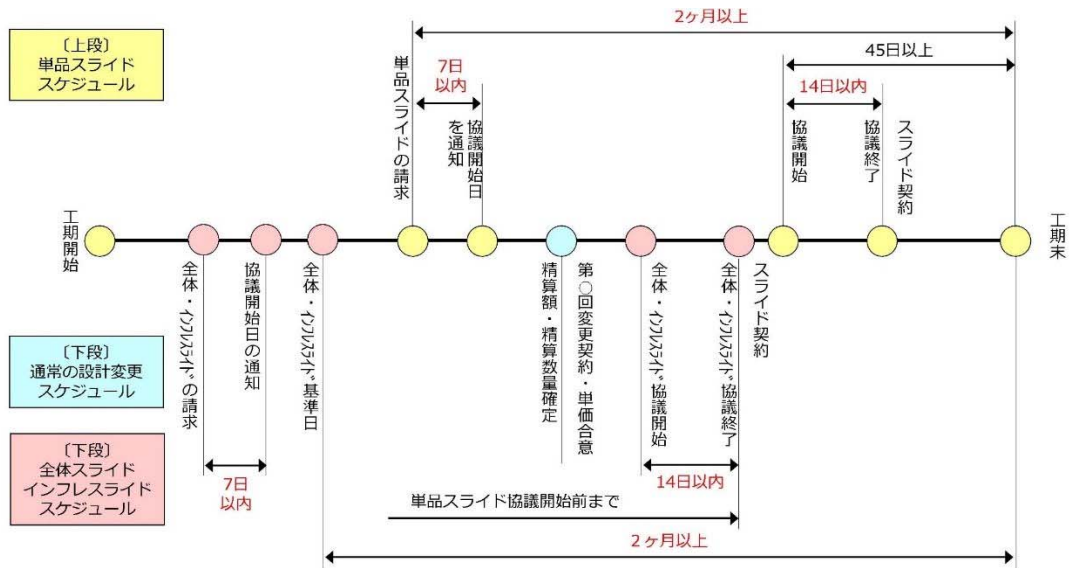 2ヶ月以上
〔上段〕
単品スライド
スケジュール
45日以上
7日
以内
14日以内
単品スライドの請求
協議開始日
を通知
協議開始
協議終了
スライド契約
工期開始
工期末
全体・インフレスライドの請求
協議開始日の通知
全体・インフレスライド基準日
第〇回変更契約・単価合意
精算額・精算数量確定
全体・インフレスライド協議開始
スライド契約
全体・インフレスライド協議終了
〔下段〕
通常の設計変更
スケジュール
〔下段〕
全体スライド
インフレスライド
スケジュール
7日
以内
14日以内
単品スライド協議開始前まで
2ヶ月以上